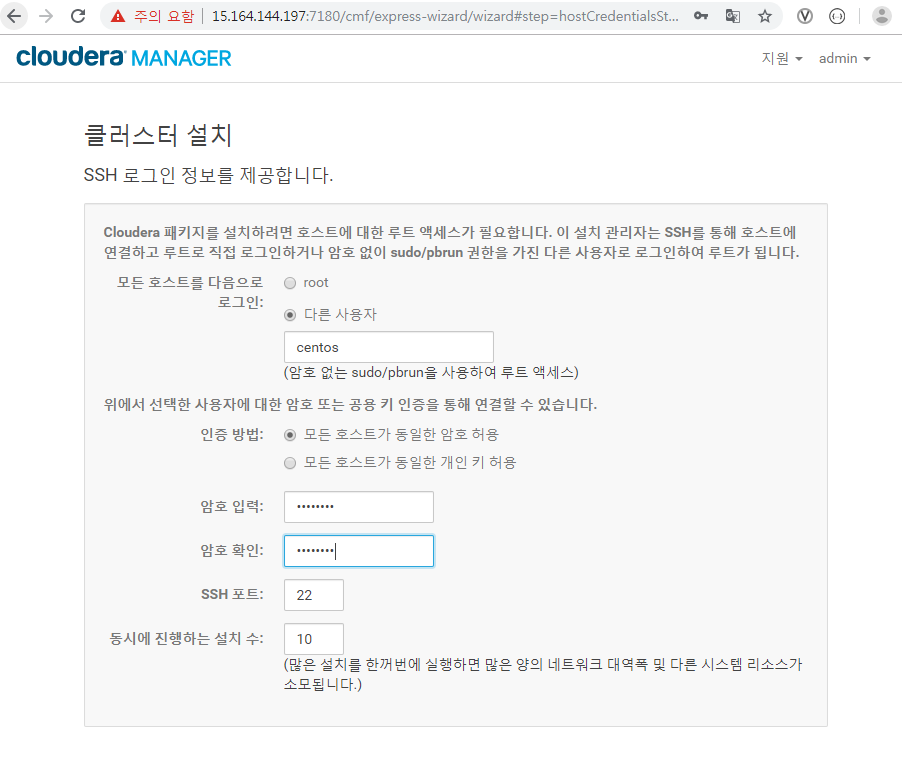 주의 요함 15.164.144.197:7180/cmf/express-wizard/wizard#step=hostCredentialsSt...
cloudera MANAGER 지원 admin
클러스터 설치
SSH 로그인 정보를 제공합니다.
Cloudera 패키지를 설치하려면 호스트에 대한 루트 액세스가 필요합니다. 이 설치 관리자는 SSH를 통해 호스트에
연결하고 루트로 직접 로그인하거나 암호 없이 sudo/pbrun 권한을 가진 다른 사용자로 로그인하여 루트가 됩니다.
모든 호스트를 다음으로 root
로그인:
다른 사용자
centos
(암호 없는 sudo/pbrun을 사용하여 루트 액세스)
위에서 선택한 사용자에 대한 암호 또는 공용 키 인증을 통해 연결할 수 있습니다.
인증 방법: 모든 호스트가 동일한 암호 허용
모든 호스트가 동일한 개인 키 허용
암호 입력: ••••••••
암호 확인: ••••••••
SSH 포트: 22
동시에 진행하는 설치 수: 10
(많은 설치를 한꺼번에 실행하면 많은 양의 네트워크 대역폭 및 다른 시스템 리소스가
소모됩니다.)